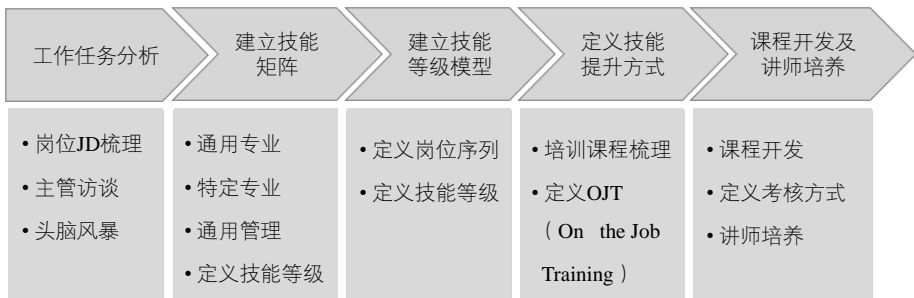 工作任务分析
建立技能
矩阵
建立技能
等级模型
定义技能
提升方式
课程开发及
讲师培养
• 岗位JD梳理
• 主管访谈
• 头脑风暴
• 通用专业
• 特定专业
• 通用管理
• 定义技能等级
• 定义岗位序列
• 定义技能等级
• 培训课程梳理
• 定义OJT
（On the Job
Training）
• 课程开发
• 定义考核方式
• 讲师培养